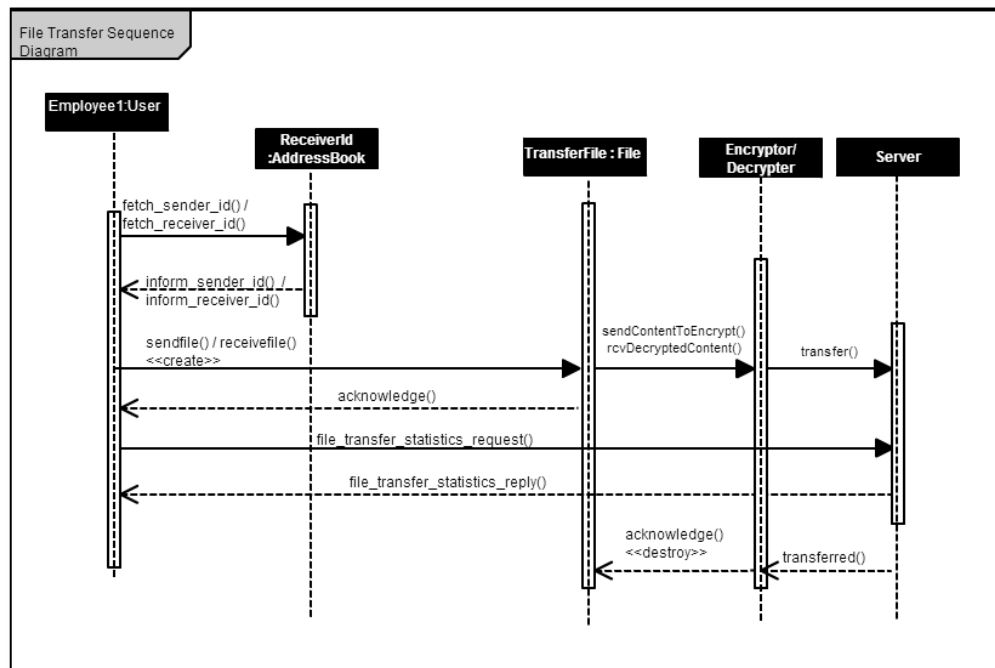 File Transfer Sequence
Diagram
Employee1:User
ReceiverId
:AddressBook
TransferFile : File
Encryptor/
Decrypter
Server
fetch_sender_id() /
fetch_receiver_id()
inform_sender_id() /
inform_receiver_id()
sendfile() / receivefile()
<<create>>
sendContentToEncrypt()
rcvDecryptedContent()
transfer()
acknowledge()
file_transfer_statistics_request()
file_transfer_statistics_reply()
acknowledge()
<<destroy>>
transferred()